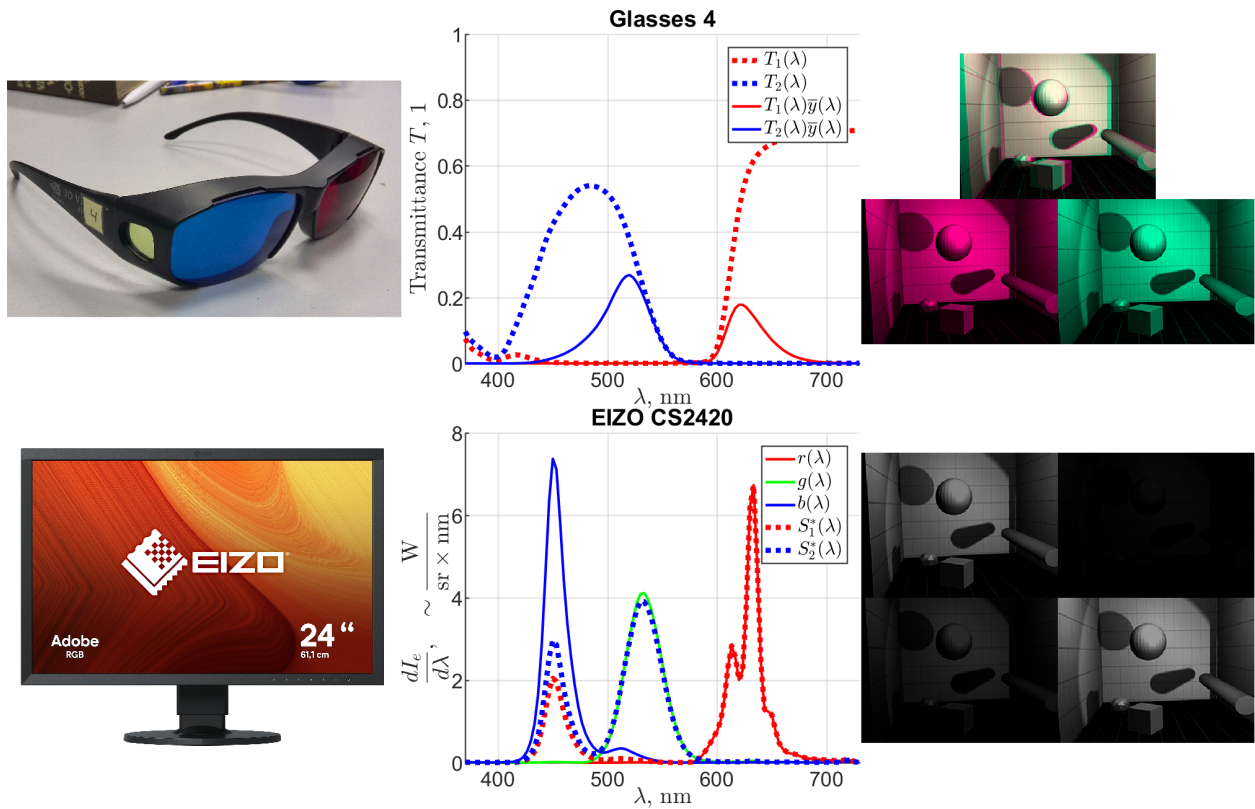 Glasses 4
1
0.8
0.6
0.4
0.2
0
Transmittance T, 1
T₁(λ)
T₂(λ)
T₁(λ)y̅(λ)
T₂(λ)y̅(λ)
400 500 600 700
λ, nm
4
EIZO CS2420
8
6
4
2
0
dIₑ/dλ, ~ W/(sr × nm)
r(λ)
g(λ)
b(λ)
S₁*(λ)
S₂*(λ)
400 500 600 700
λ, nm
EIZO
Adobe
RGB
24“
61,1 cm